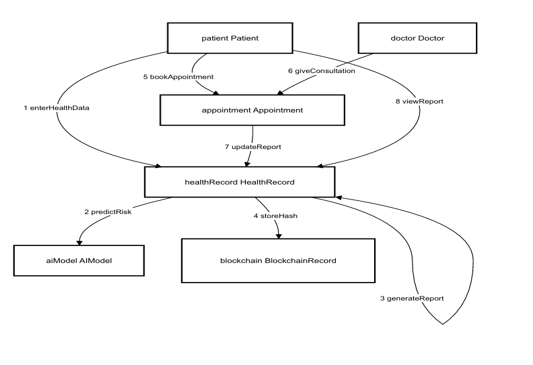 patient Patient
doctor Doctor
5 bookAppointment
6 giveConsultation
1 enterHealthData
appointment Appointment
8 viewReport
7 updateReport
healthRecord HealthRecord
2 predictRisk
4 storeHash
aiModel AIModel
blockchain BlockchainRecord
3 generateReport